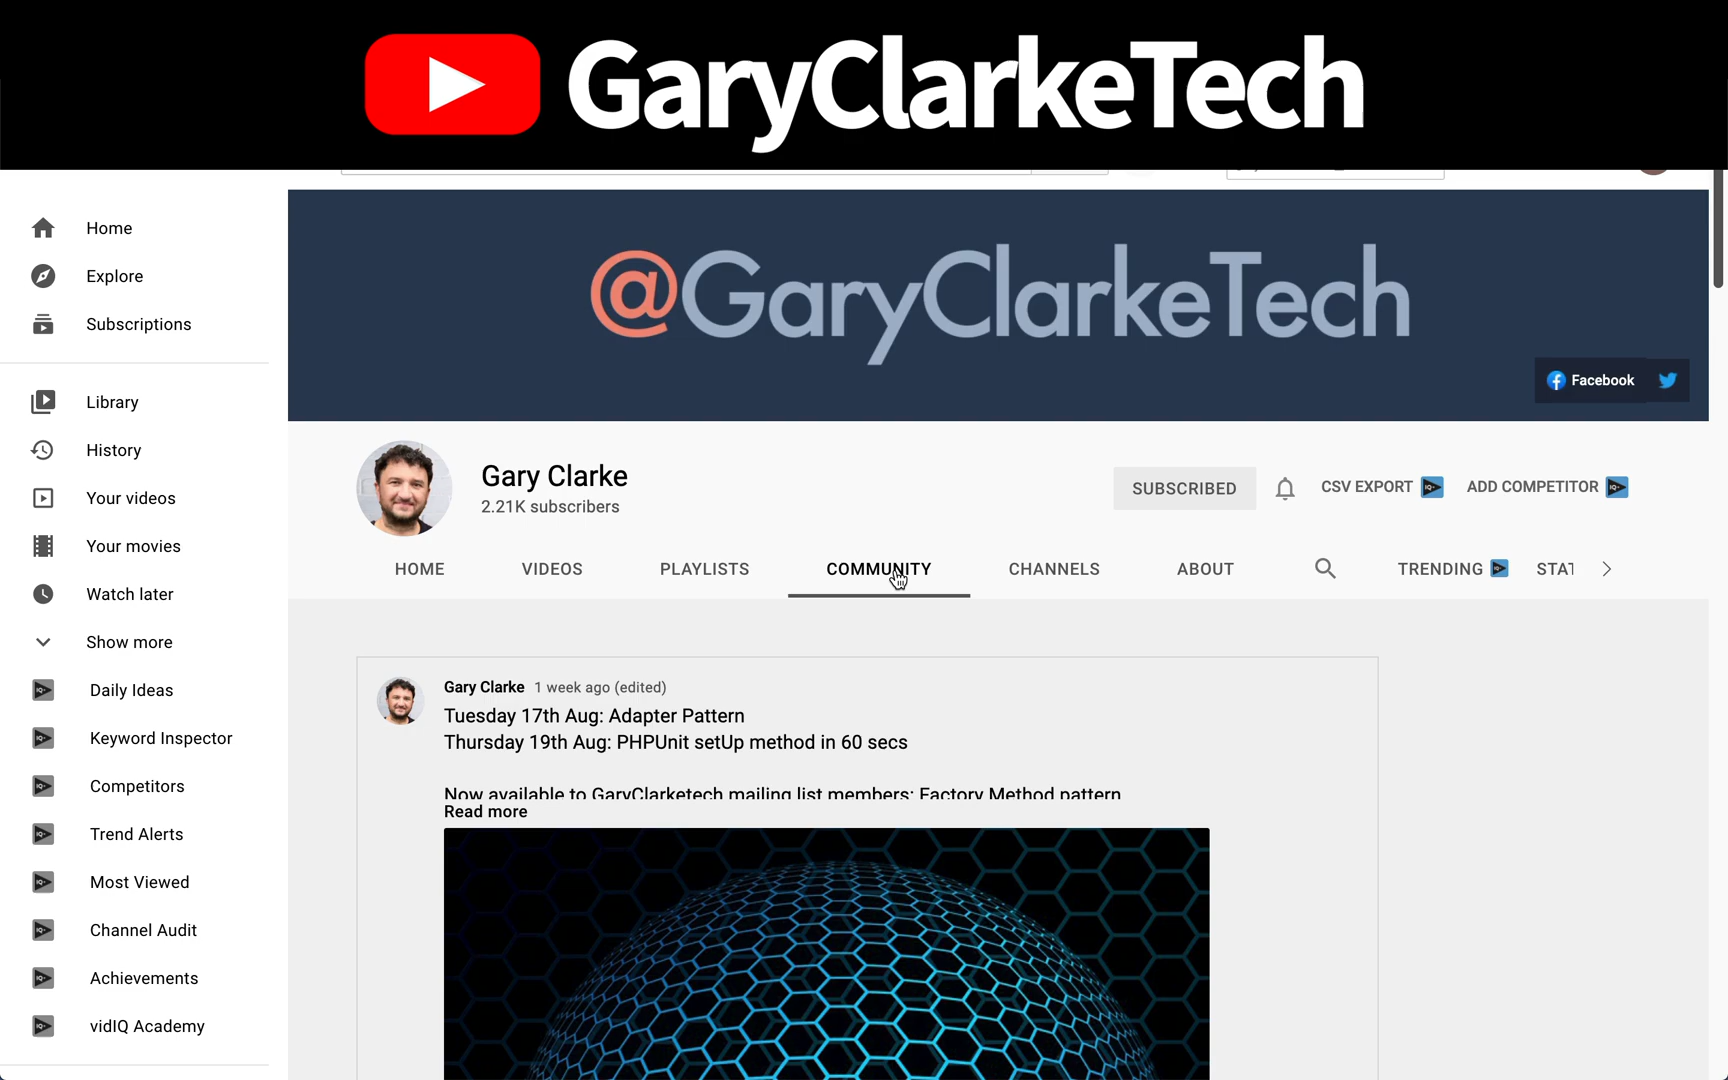 GaryClarkeTech
Home
Explore
Subscriptions
Library
History
Your videos
Your movies
Watch later
Show more
Daily Ideas
Keyword Inspector
Competitors
Trend Alerts
Most Viewed
Channel Audit
Achievements
vidIQ Academy
@GaryClarkeTech
Facebook
Gary Clarke
2.21K subscribers
SUBSCRIBED
CSV EXPORT
ADD COMPETITOR
HOME
VIDEOS
PLAYLISTS
COMMUNITY
CHANNELS
ABOUT
TRENDING
STAT
Gary Clarke 1 week ago (edited)
Tuesday 17th Aug: Adapter Pattern
Thursday 19th Aug: PHPUnit setUp method in 60 secs
Now available to GaryClarketech mailing list members: Factory Method pattern
Read more